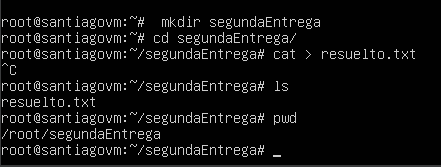 root@santiagovm:~#  mkdir segundaEntrega
root@santiagovm:~# cd segundaEntrega/
root@santiagovm:~/segundaEntrega# cat > resuelto.txt
^C
root@santiagovm:~/segundaEntrega# ls
resuelto.txt
root@santiagovm:~/segundaEntrega# pwd
/root/segundaEntrega
root@santiagovm:~/segundaEntrega# _